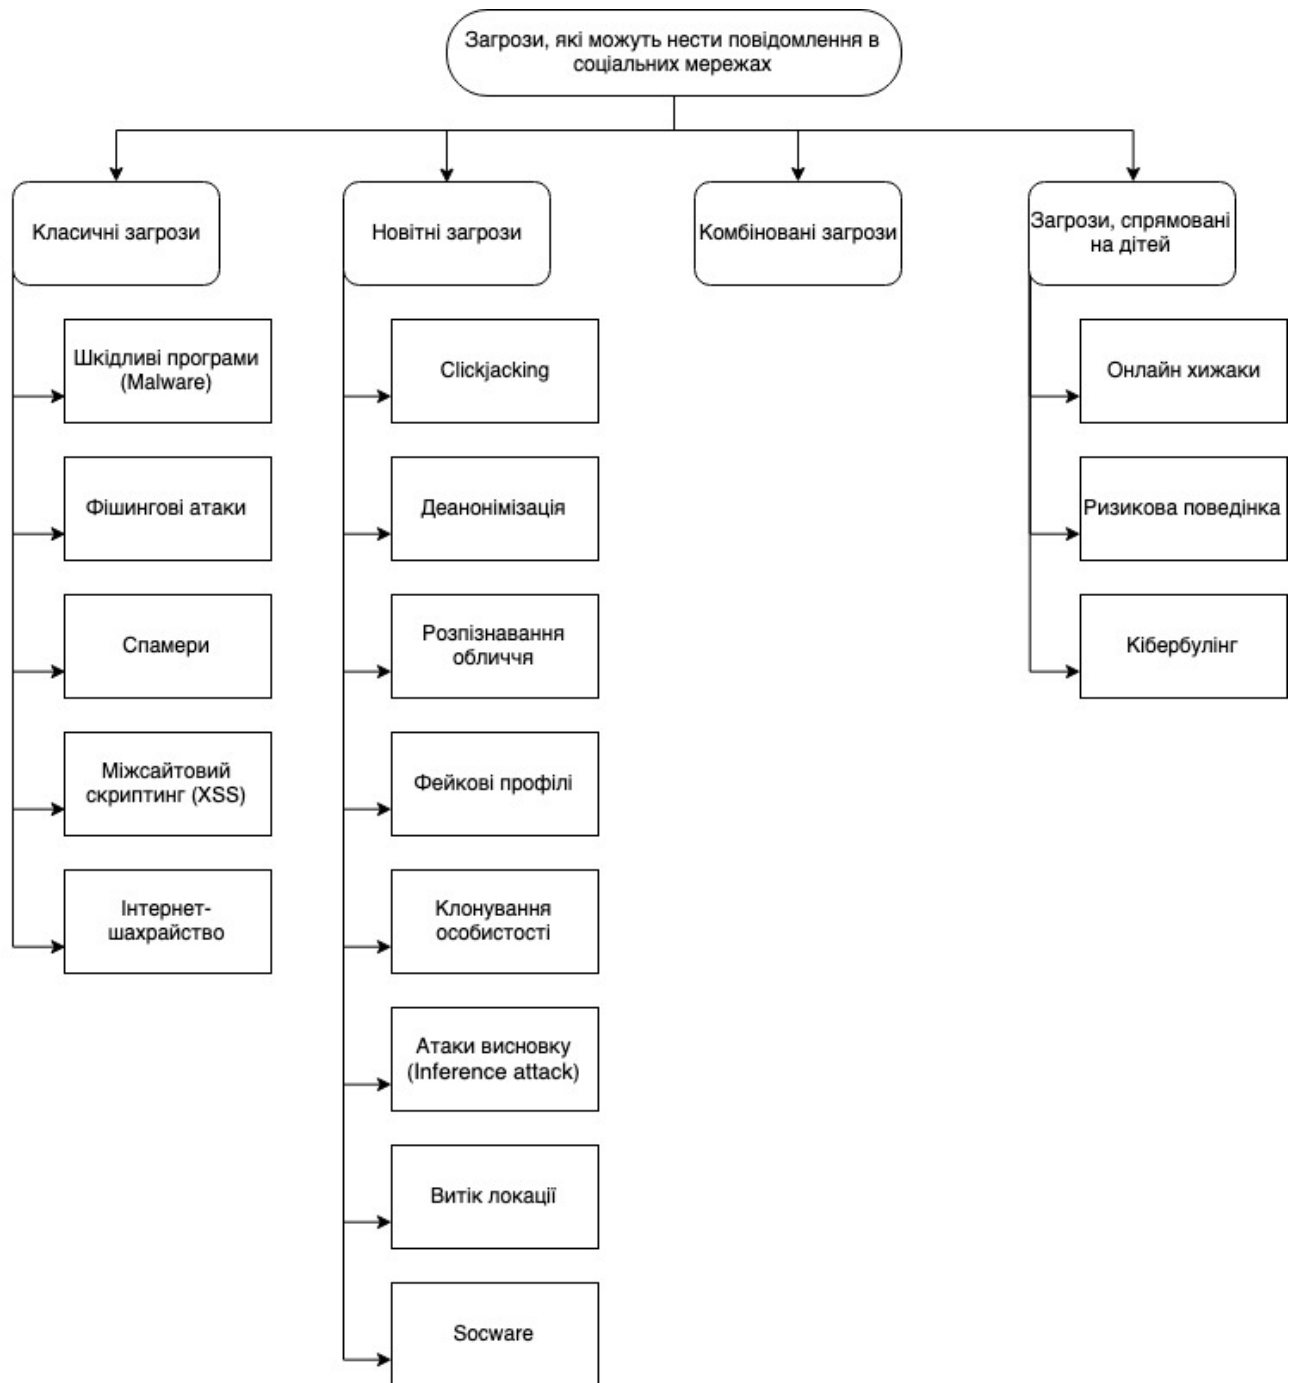 Загрози, які можуть нести повідомлення в
соціальних мережах
Класичні загрози
Новітні загрози
Комбіновані загрози
Загрози, спрямовані
на дітей
Шкідливі програми
(Malware)
Фішингові атаки
Спамери
Міжсайтовий
скриптинг (XSS)
Інтернет-
шахрайство
Clickjacking
Деанонімізація
Розпізнавання
обличчя
Фейкові профілі
Клонування
особистості
Атаки висновку
(Inference attack)
Витік локації
Socware
Онлайн хижаки
Ризикова поведінка
Кібербулінг